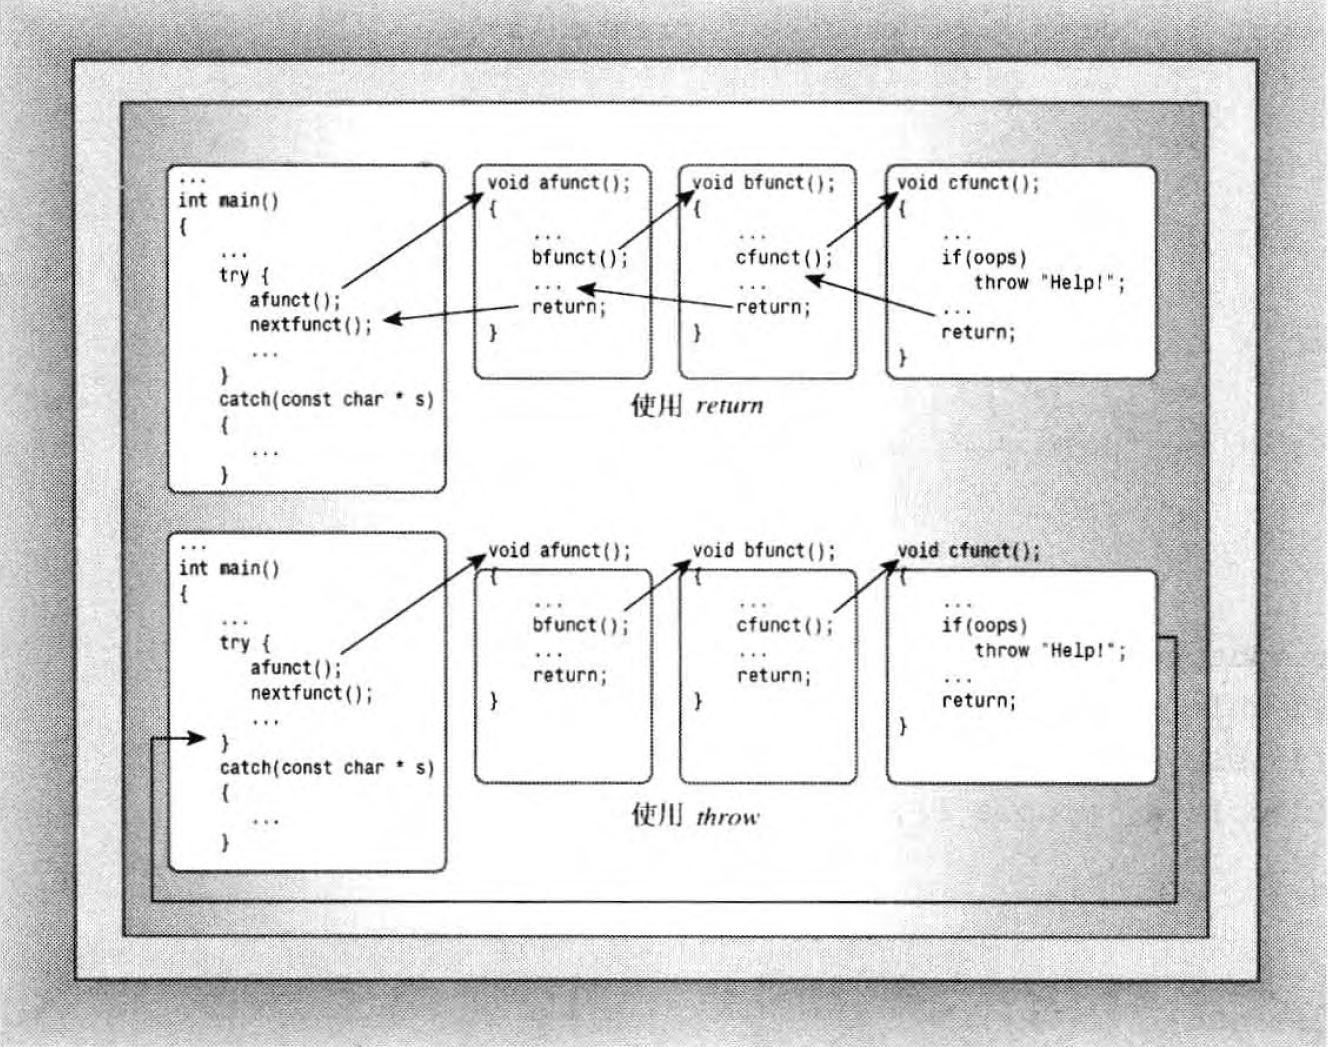 ...
int main()
{
...
try {
afunct();
nextfunct();
...
}
catch(const char * s)
{
...
}
void afunct();
{
...
bfunct();
...
return;
}
void bfunct();
{
...
cfunct();
...
return;
}
void cfunct();
{
...
if(oops)
throw "Help!";
...
return;
}
使用 return
...
int main()
{
...
try {
afunct();
nextfunct();
...
}
catch(const char * s)
{
...
}
void afunct();
{
...
bfunct();
...
return;
}
void bfunct();
{
...
cfunct();
...
return;
}
void cfunct();
{
...
if(oops)
throw "Help!";
...
return;
}
使用 throw